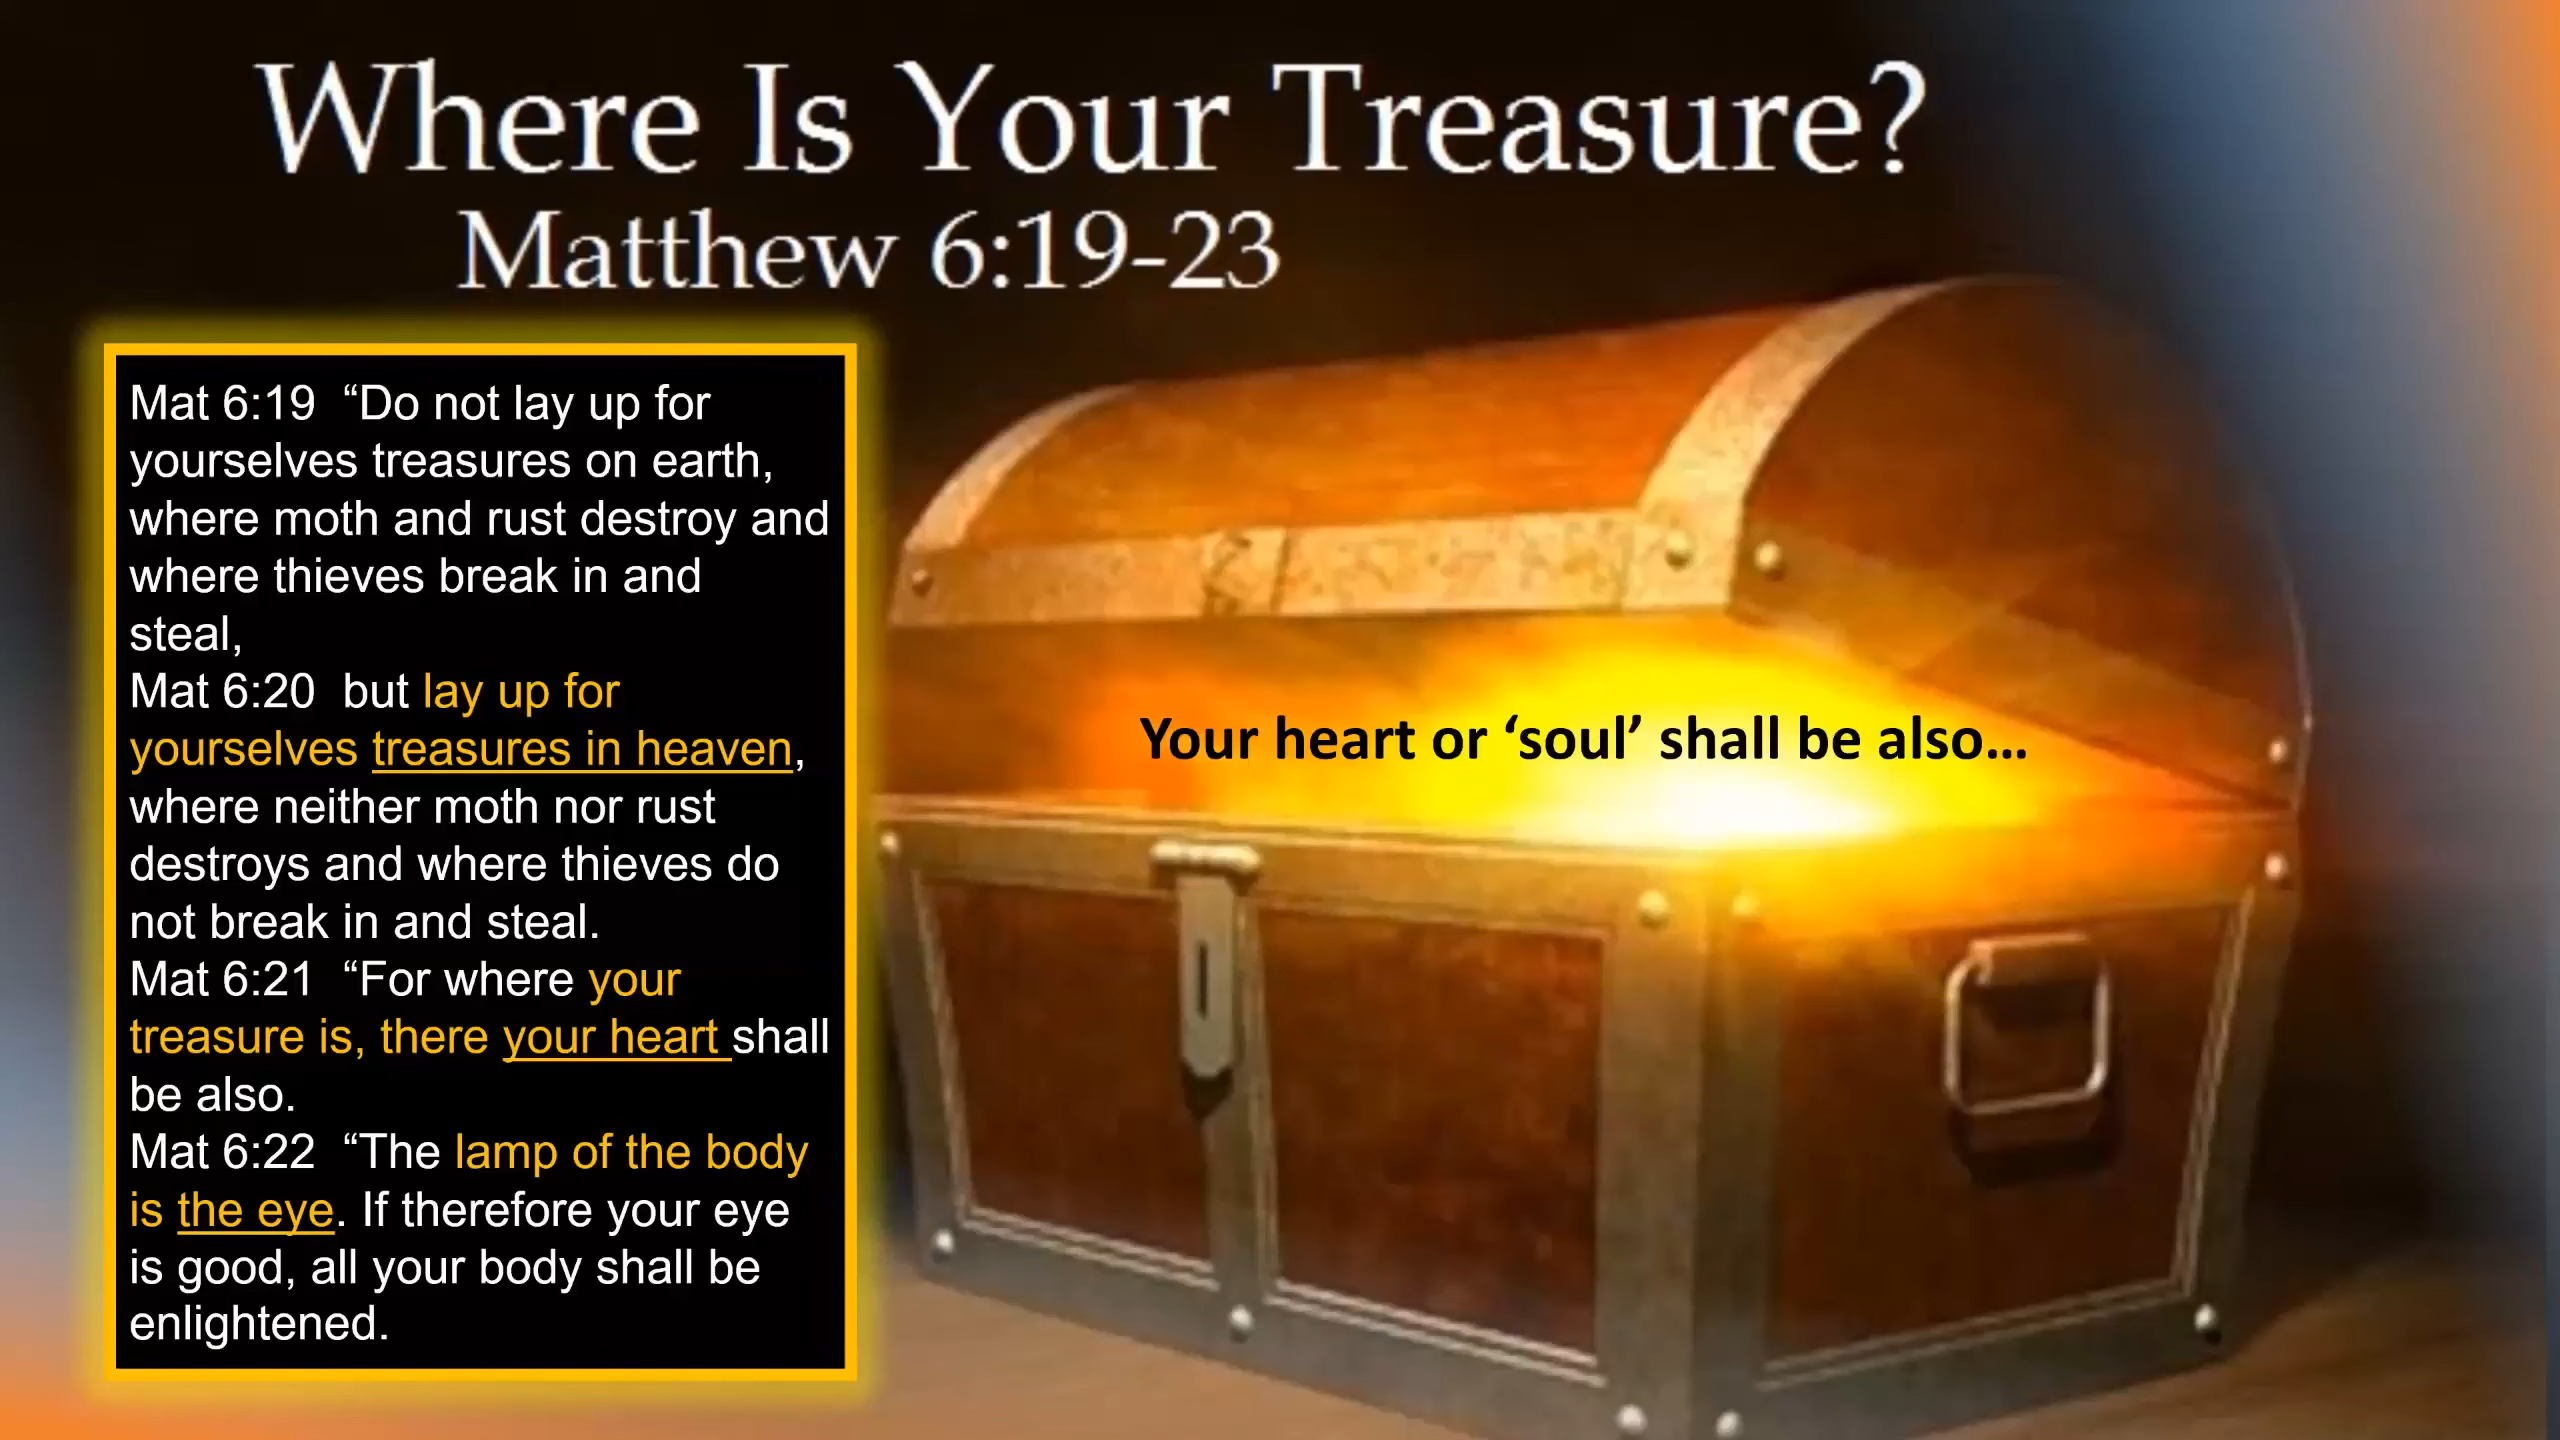 Where Is Your Treasure?
Matthew 6:19-23
Mat 6:19  “Do not lay up for
yourselves treasures on earth,
where moth and rust destroy and
where thieves break in and
steal,
Mat 6:20  but lay up for
yourselves treasures in heaven,
where neither moth nor rust
destroys and where thieves do
not break in and steal.
Mat 6:21  “For where your
treasure is, there your heart shall
be also.
Mat 6:22  “The lamp of the body
is the eye. If therefore your eye
is good, all your body shall be
enlightened.
Your heart or ‘soul’ shall be also…